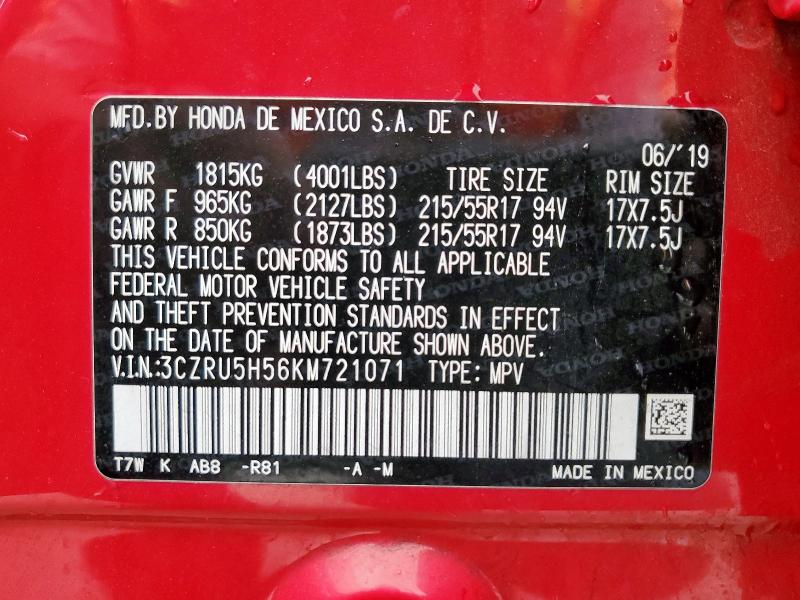 MFD.BY HONDA DE MEXICO S.A. DE C.V.
06/'19
GVWR 1815KG (4001LBS) TIRE SIZE RIM SIZE
GAWR F 965KG (2127LBS) 215/55R17 94V 17X7.5J
GAWR R 850KG (1873LBS) 215/55R17 94V 17X7.5J
THIS VEHICLE CONFORMS TO ALL APPLICABLE
FEDERAL MOTOR VEHICLE SAFETY
AND THEFT PREVENTION STANDARDS IN EFFECT
ON THE DATE OF MANUFACTURE SHOWN ABOVE.
V.I.N:3CZRU5H56KM721071 TYPE: MPV
T7W K AB8 -R81 -A -M MADE IN MEXICO